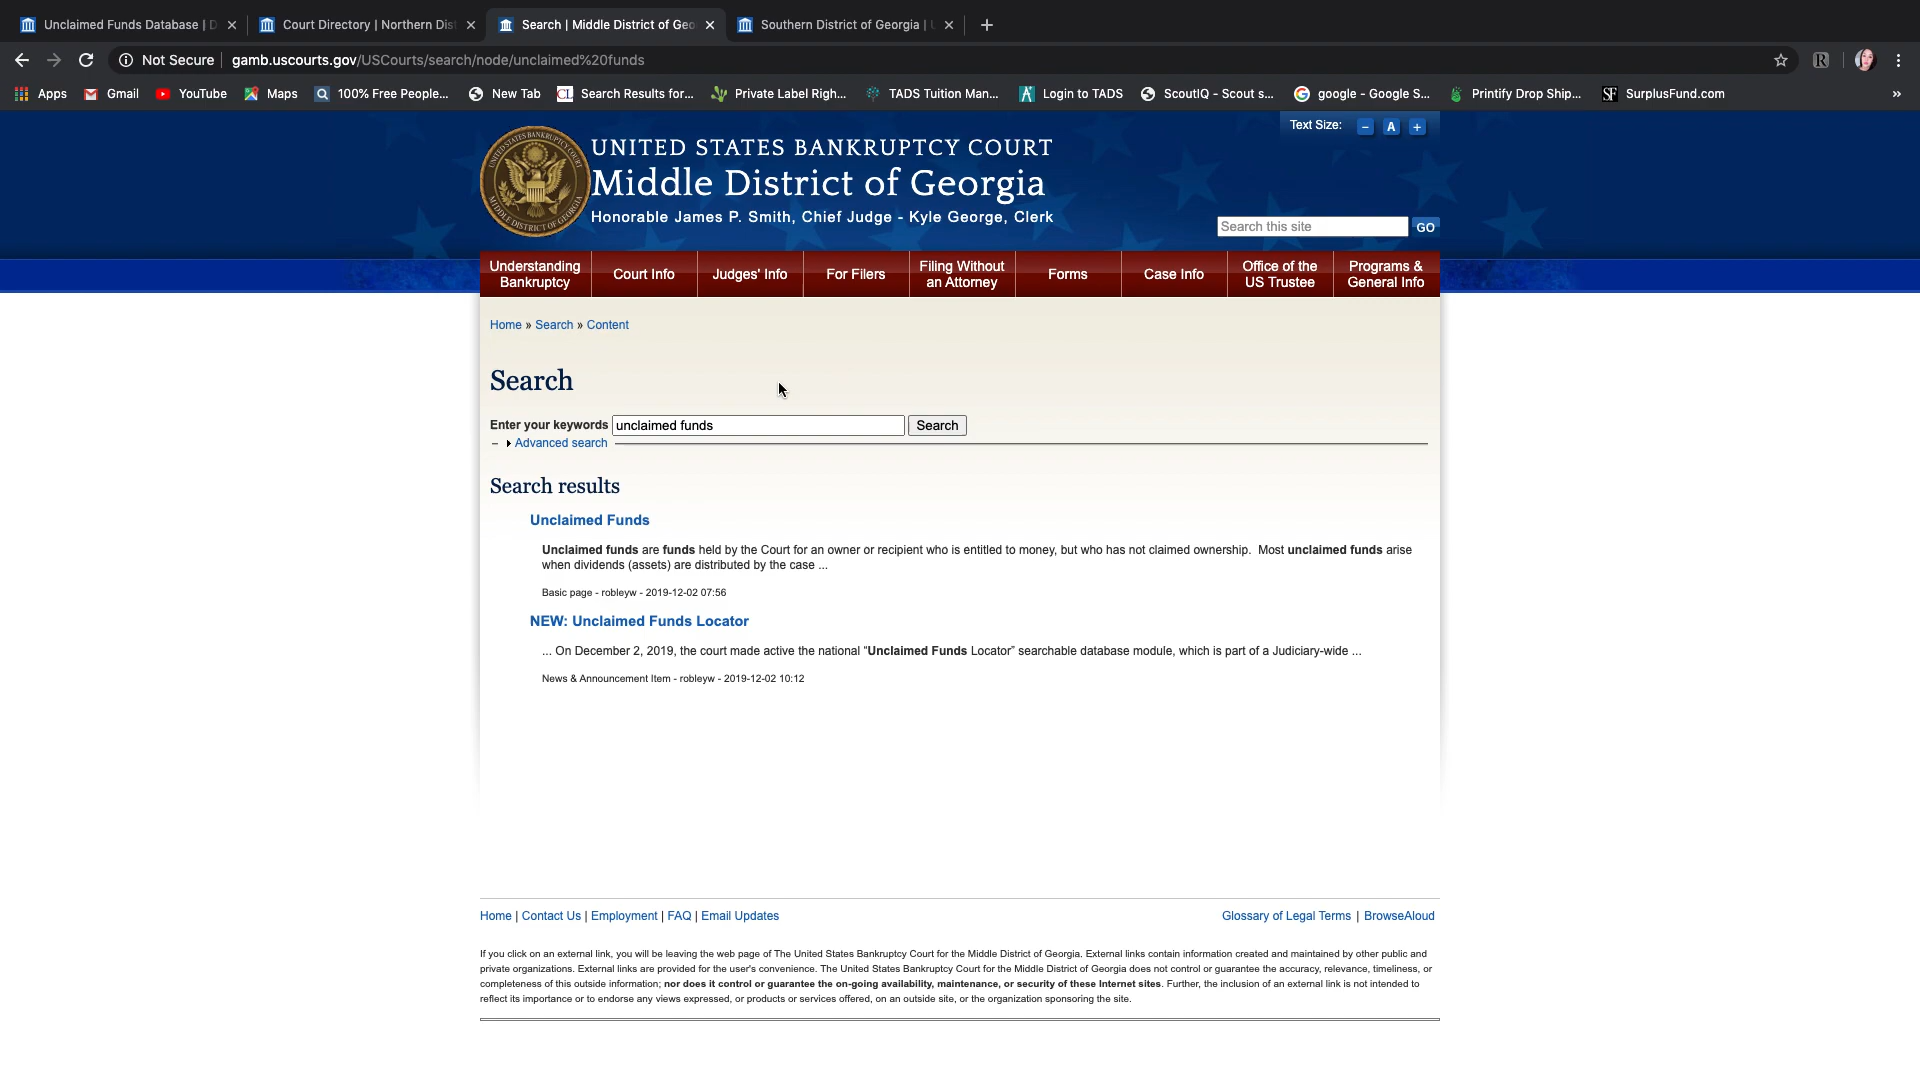 Unclaimed Funds Database | D
Court Directory | Northern Dist
Search | Middle District of Geo
Southern District of Georgia | U
Not Secure
gamb.uscourts.gov/USCourts/search/node/unclaimed%20funds
Apps
Gmail
YouTube
Maps
100% Free People...
New Tab
CL
Search Results for...
Private Label Righ...
TADS Tuition Man...
Login to TADS
ScoutIQ - Scout s...
google - Google S...
Printify Drop Ship...
SF
SurplusFund.com
»
Text Size: - A +
UNITED STATES BANKRUPTCY COURT
Middle District of Georgia
Honorable James P. Smith, Chief Judge - Kyle George, Clerk
Search this site
GO
Understanding Bankruptcy
Court Info
Judges' Info
For Filers
Filing Without an Attorney
Forms
Case Info
Office of the US Trustee
Programs & General Info
Home » Search » Content
Search
Enter your keywords unclaimed funds Search
Advanced search
Search results
Unclaimed Funds
Unclaimed funds are funds held by the Court for an owner or recipient who is entitled to money, but who has not claimed ownership. Most unclaimed funds arise
when dividends (assets) are distributed by the case ...
Basic page - robleyw - 2019-12-02 07:56
NEW: Unclaimed Funds Locator
... On December 2, 2019, the court made active the national “Unclaimed Funds Locator” searchable database module, which is part of a Judiciary-wide ...
News & Announcement Item - robleyw - 2019-12-02 10:12
Home | Contact Us | Employment | FAQ | Email Updates
Glossary of Legal Terms | BrowseAloud
If you click on an external link, you will be leaving the web page of The United States Bankruptcy Court for the Middle District of Georgia. External links contain information created and maintained by other public and
private organizations. External links are provided for the user's convenience. The United States Bankruptcy Court for the Middle District of Georgia does not control or guarantee the accuracy, relevance, timeliness, or
completeness of this outside information; nor does it control or guarantee the on-going availability, maintenance, or security of these Internet sites. Further, the inclusion of an external link is not intended to
reflect its importance or to endorse any views expressed, or products or services offered, on an outside site, or the organization sponsoring the site.